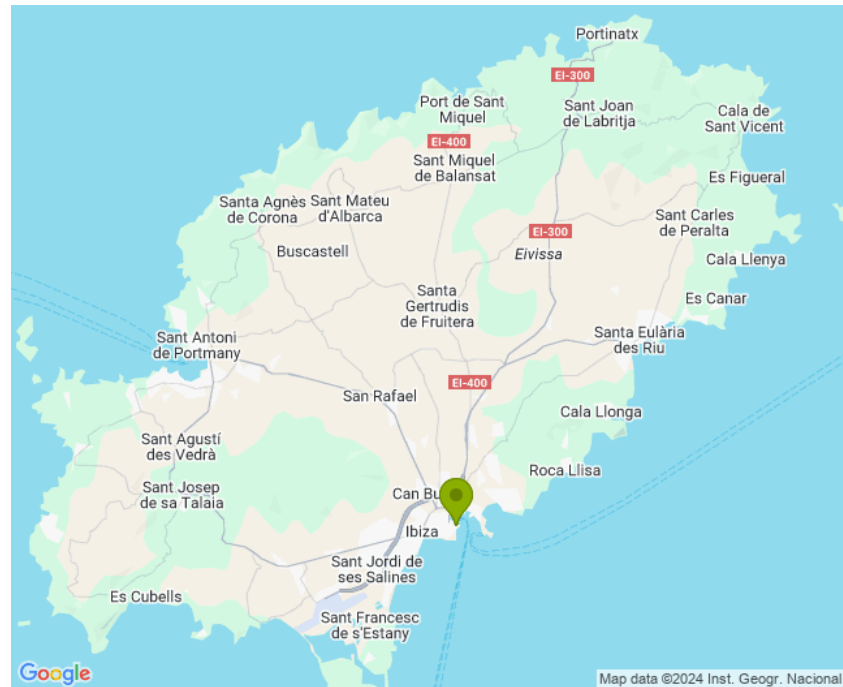 Portinatx
EI-300
Port de Sant
Miquel
Sant Joan
de Labritja
Cala de
Sant Vicent
EI-400
Sant Miquel
de Balansat
Es Figueral
Santa Agnès
de Corona
Sant Mateu
d'Albarca
Sant Carles
de Peralta
EI-300
Buscastell
Eivissa
Cala Llenya
Santa
Gertrudis
de Fruitera
Es Canar
Sant Antoni
de Portmany
Santa Eulària
des Riu
EI-400
San Rafael
Cala Llonga
Sant Agustí
des Vedrà
Roca Llisa
Sant Josep
de sa Talaia
Can Bu
Ibiza
Sant Jordi de
ses Salines
Es Cubells
Sant Francesc
de s'Estany
Google
Map data ©2024 Inst. Geogr. Nacional